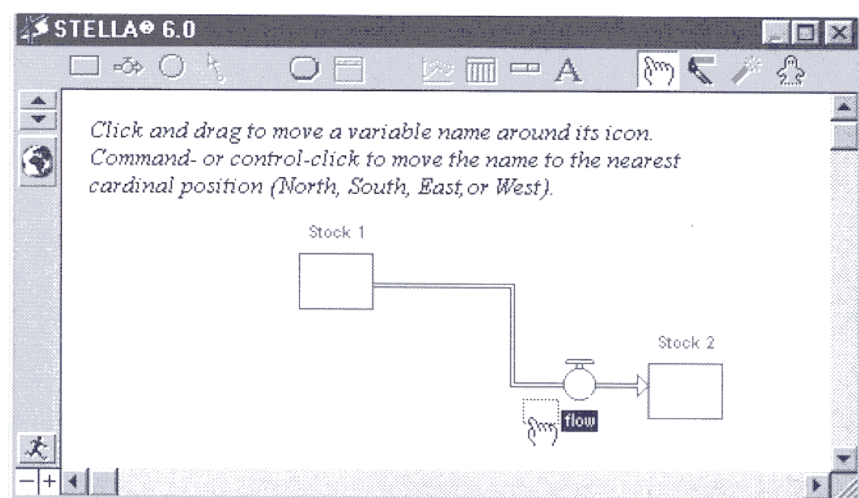 STELLA® 6.0
A
Click and drag to move a variable name around its icon.
Command- or control-click to move the name to the nearest
cardinal position (North, South, East, or West).
Stock 1
Stock 2
flow